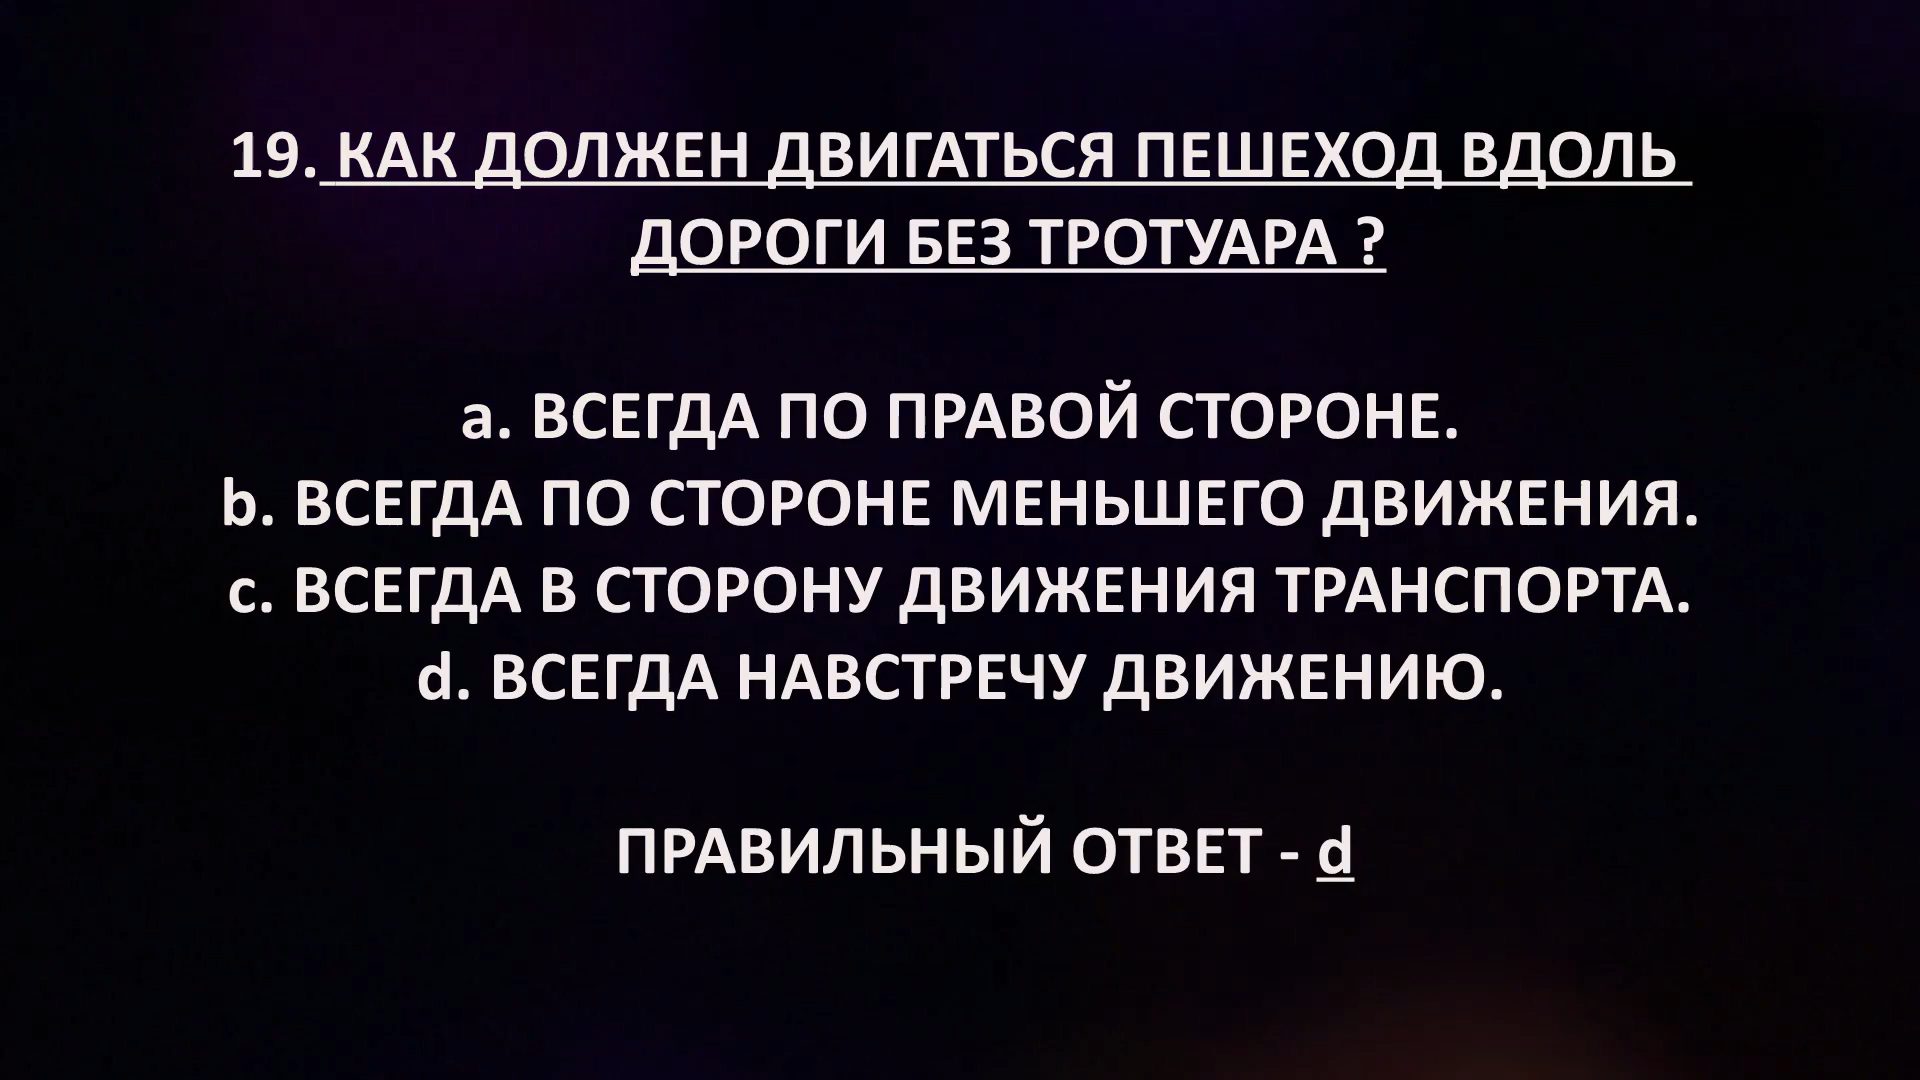 19. КАК ДОЛЖЕН ДВИГАТЬСЯ ПЕШЕХОД ВДОЛЬ
ДОРОГИ БЕЗ ТРОТУАРА ?
a. ВСЕГДА ПО ПРАВОЙ СТОРОНЕ.
b. ВСЕГДА ПО СТОРОНЕ МЕНЬШЕГО ДВИЖЕНИЯ.
c. ВСЕГДА В СТОРОНУ ДВИЖЕНИЯ ТРАНСПОРТА.
d. ВСЕГДА НАВСТРЕЧУ ДВИЖЕНИЮ.
ПРАВИЛЬНЫЙ ОТВЕТ - d